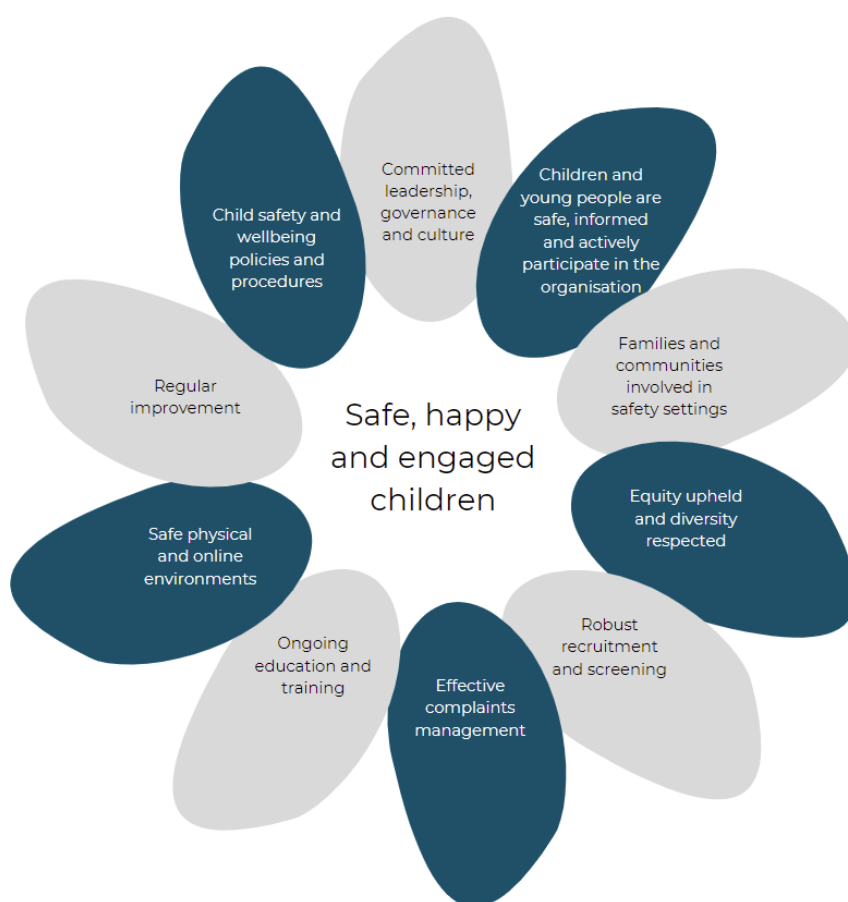 Committed
leadership,
governance
and culture
Children and
young people are
safe, informed
and actively
participate in the
organisation
Families and
communities
involved in
safety settings
Equity upheld
and diversity
respected
Robust
recruitment
and screening
Effective
complaints
management
Ongoing
education and
training
Safe physical
and online
environments
Regular
improvement
Child safety and
wellbeing
policies and
procedures
Safe, happy
and engaged
children